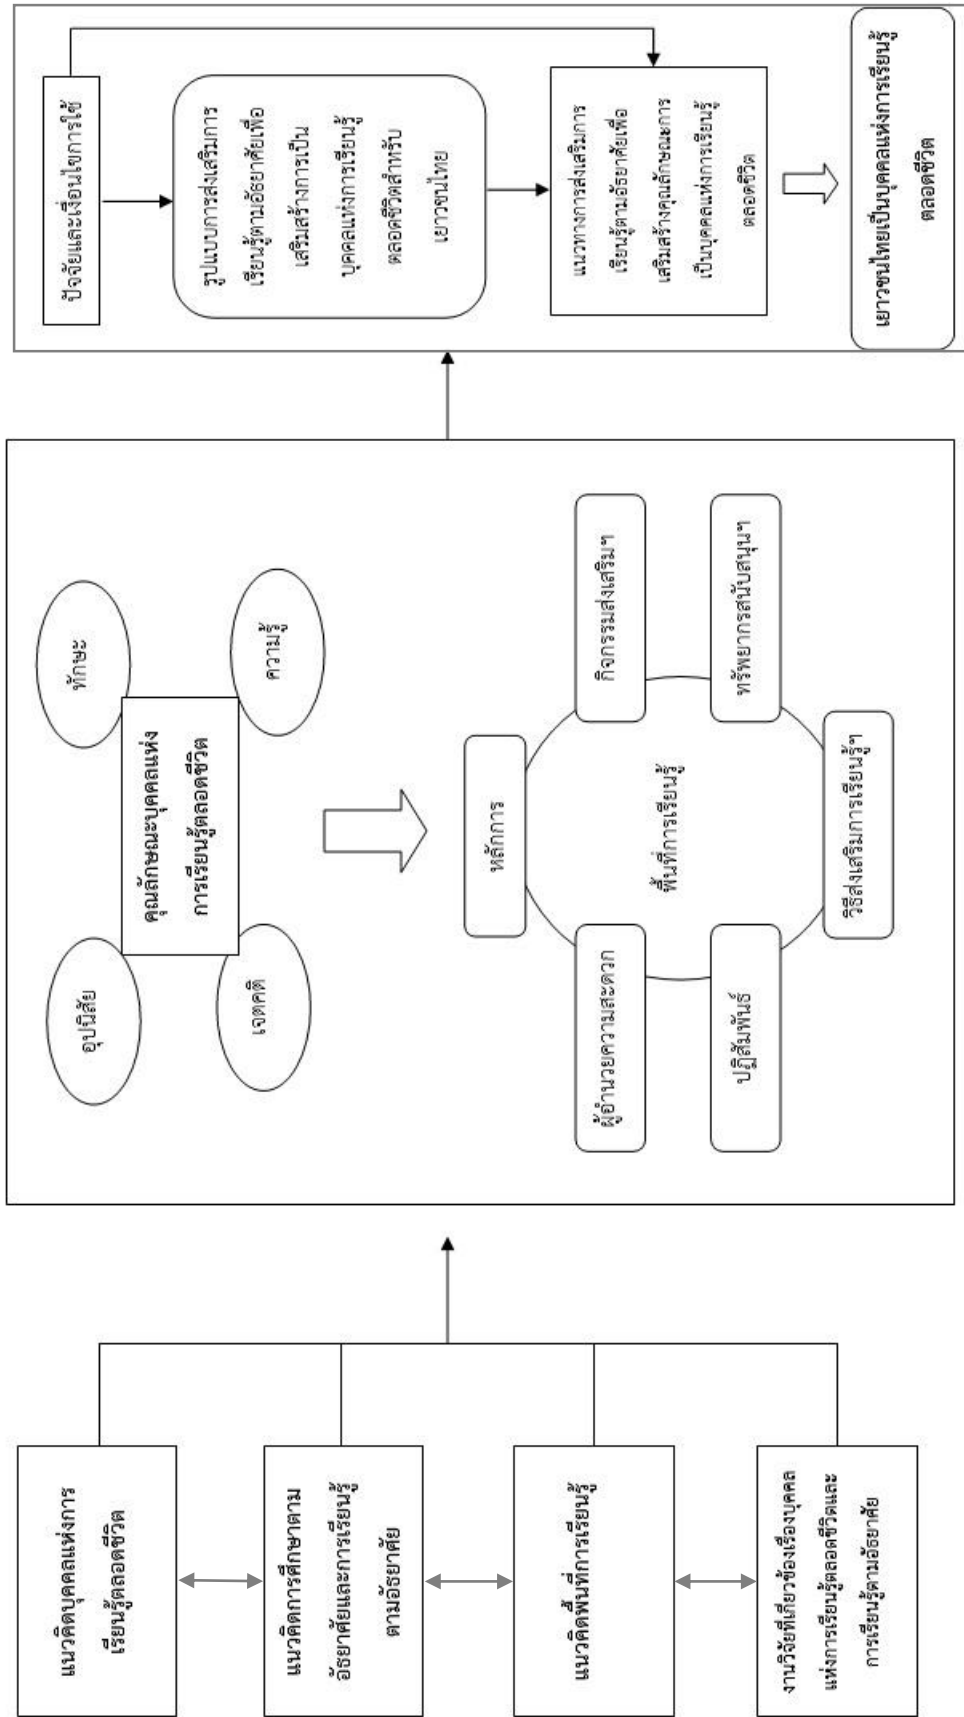 แนวคิดบุคคลแห่งการ
เรียนรู้ตลอดชีวิต
แนวคิดการศึกษาตาม
อัธยาศัยและการเรียนรู้
ตามอัธยาศัย
แนวคิดพื้นที่การเรียนรู้
งานวิจัยที่เกี่ยวข้องเรื่องบุคคล
แห่งการเรียนรู้ตลอดชีวิตและ
การเรียนรู้ตามอัธยาศัย
อุปนิสัย
ทักษะ
คุณลักษณะบุคคลแห่ง
การเรียนรู้ตลอดชีวิต
เจตคติ
ความรู้
หลักการ
ผู้อำนวยความสะดวก
กิจกรรมส่งเสริมฯ
พื้นที่การเรียนรู้
ปฏิสัมพันธ์
ทรัพยากรสนับสนุนฯ
วิธีส่งเสริมการเรียนรู้ฯ
ปัจจัยและเงื่อนไขการใช้
รูปแบบการส่งเสริมการ
เรียนรู้ตามอัธยาศัยเพื่อ
เสริมสร้างการเป็น
บุคคลแห่งการเรียนรู้
ตลอดชีวิตสำหรับ
เยาวชนไทย
แนวทางการส่งเสริมการ
เรียนรู้ตามอัธยาศัยเพื่อ
เสริมสร้างคุณลักษณะการ
เป็นบุคคลแห่งการเรียนรู้
ตลอดชีวิต
เยาวชนไทยเป็นบุคคลแห่งการเรียนรู้
ตลอดชีวิต